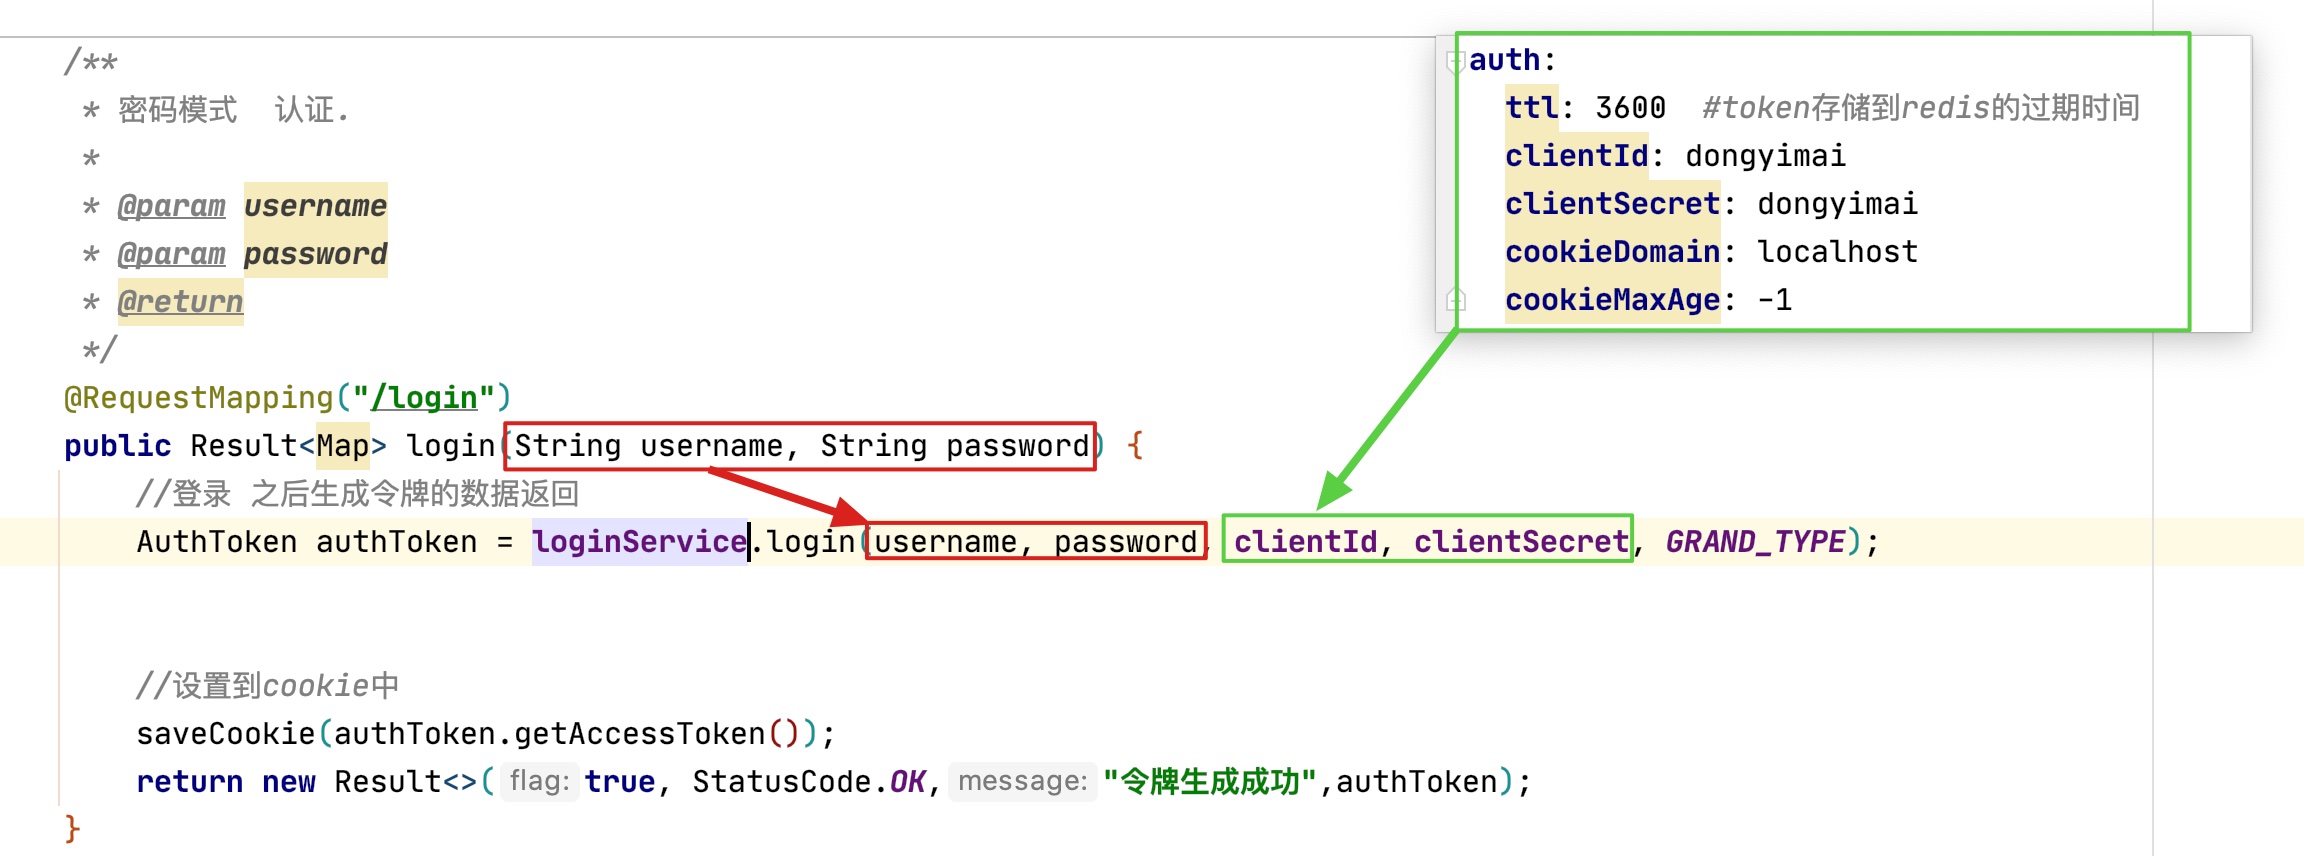 /**
* 密码模式  认证.
*
* @param username
* @param password
* @return
*/
@RequestMapping("/login")
public Result<Map> login(String username, String password) {
//登录 之后生成令牌的数据返回
AuthToken authToken = loginService.login(username, password, clientId, clientSecret, GRAND_TYPE);
//设置到cookie中
saveCookie(authToken.getAccessToken());
return new Result<>( flag: true, StatusCode.OK, message: "令牌生成成功",authToken);
}
auth:
ttl: 3600  #token存储到redis的过期时间
clientId: dongyimai
clientSecret: dongyimai
cookieDomain: localhost
cookieMaxAge: -1